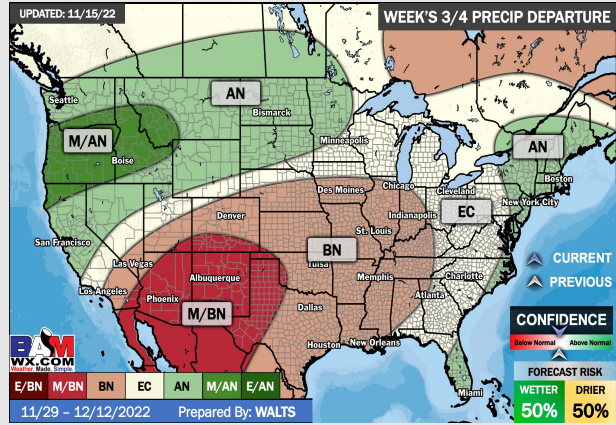 UPDATED: 11/15/22
WEEK'S 3/4 PRECIP DEPARTURE
Seattle
AN
Bismarck
M/AN
Boise
Minneapolis
AN
Boston
Des Moines
Chicago
Cleveland
New York City
Denver
Indianapolis
EC
San Francisco
St. Louis
Las Vegas
BN
Tulsa
CURRENT
Albuquerque
Memphis
Charlotte
PREVIOUS
Los Angeles
Phoenix
Atlanta
M/BN
Dallas
CONFIDENCE
Below Normal Above Normal
Houston
New Orleans
BAM
WX.COM
Weather. Made. Simple.
FORECAST RISK
E/BN M/BN BN EC AN M/AN E/AN
Miami
WETTER DRIER
50% 50%
11/29 – 12/12/2022 Prepared By: WALTS